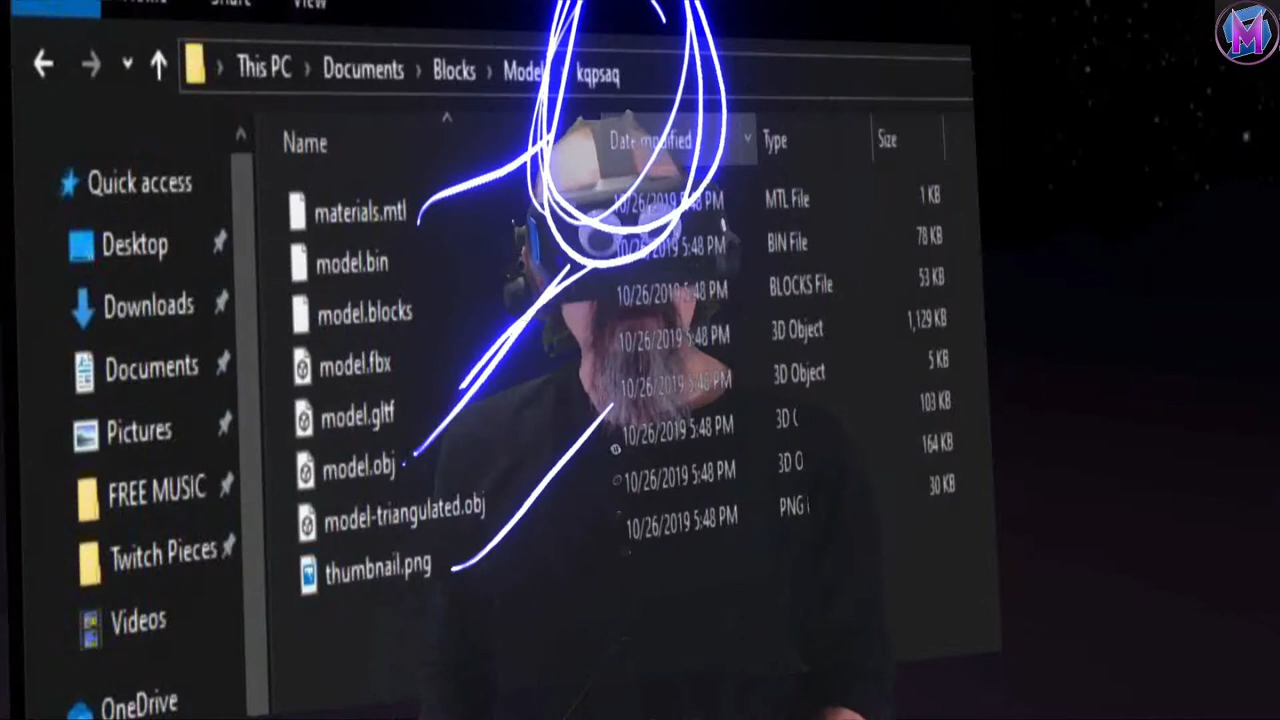 Share View
This PC Documents Blocks Models kqpsaq
Name Date modified Type Size
Quick access
Desktop
Downloads
Documents
Pictures
FREE MUSIC
Twitch Pieces
Videos
OneDrive
materials.mtl 10/26/2019 5:48 PM MTL File 1 KB
model.bin 10/26/2019 5:48 PM BIN File 78 KB
model.blocks 10/26/2019 5:48 PM BLOCKS File 53 KB
model.fbx 10/26/2019 5:48 PM 3D Object 1,129 KB
model.gltf 10/26/2019 5:48 PM 3D Object 5 KB
model.obj 10/26/2019 5:48 PM 3D 103 KB
model-triangulated.obj 10/26/2019 5:48 PM 3D O 164 KB
thumbnail.png 10/26/2019 5:48 PM PNG i 30 KB
M